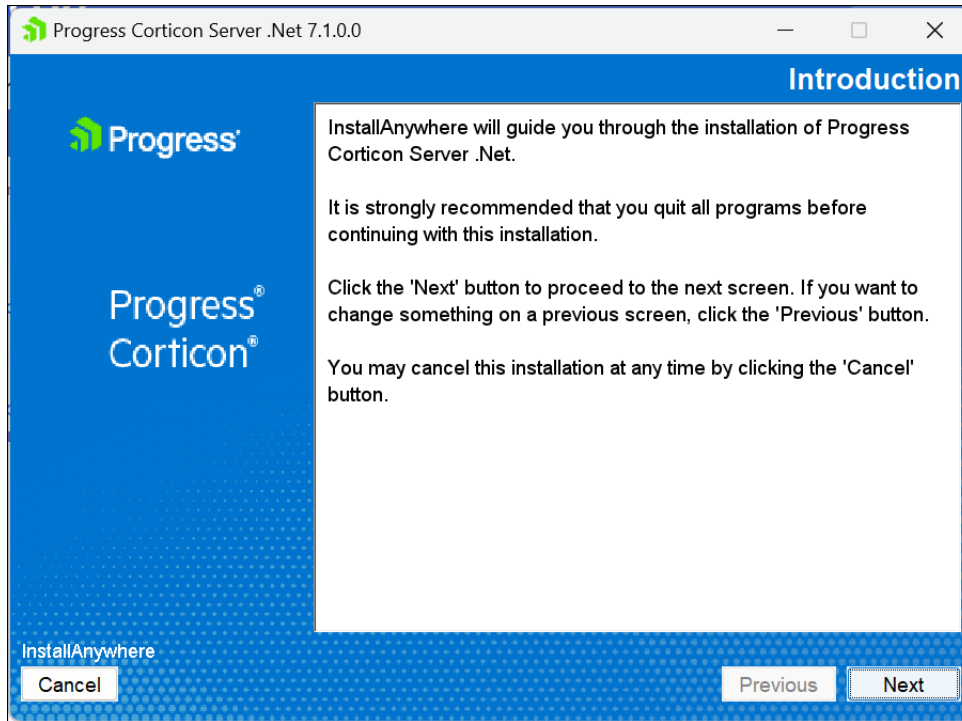 Progress Corticon Server .Net 7.1.0.0
Introduction
Progress
Progress®
Corticon®
InstallAnywhere will guide you through the installation of Progress
Corticon Server .Net.
It is strongly recommended that you quit all programs before
continuing with this installation.
Click the 'Next' button to proceed to the next screen. If you want to
change something on a previous screen, click the 'Previous' button.
You may cancel this installation at any time by clicking the 'Cancel'
button.
InstallAnywhere
Cancel
Previous
Next